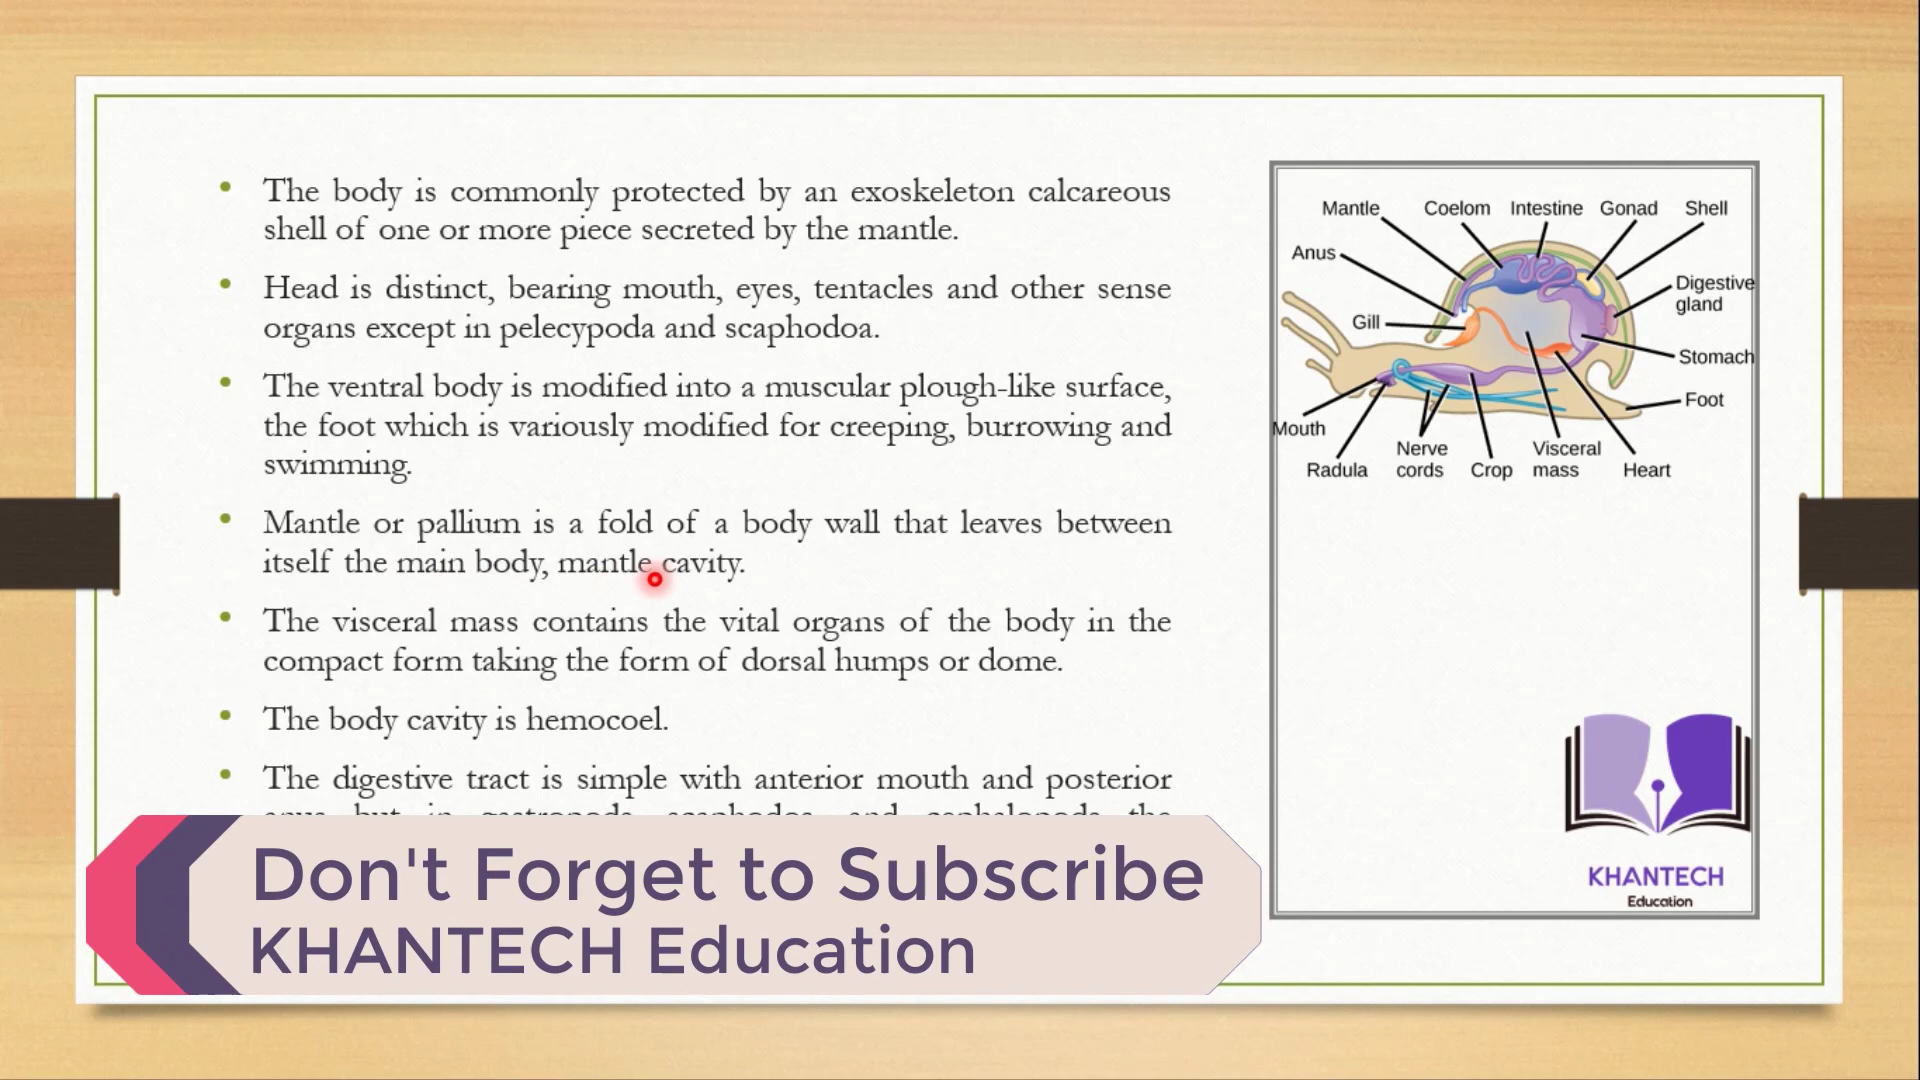 The body is commonly protected by an exoskeleton calcareous
shell of one or more piece secreted by the mantle.
Head is distinct, bearing mouth, eyes, tentacles and other sense
organs except in pelecypoda and scaphodoa.
The ventral body is modified into a muscular plough-like surface,
the foot which is variously modified for creeping, burrowing and
swimming.
Mantle or pallium is a fold of a body wall that leaves between
itself the main body, mantle cavity.
The visceral mass contains the vital organs of the body in the
compact form taking the form of dorsal humps or dome.
The body cavity is hemocoel.
The digestive tract is simple with anterior mouth and posterior
Don't Forget to Subscribe
KHANTECH Education
Mantle Coelom Intestine Gonad Shell
Anus
Digestive
gland
Gill
Stomach
Foot
Mouth
Radula
Nerve
cords
Crop
Visceral
mass
Heart
KHANTECH
Education